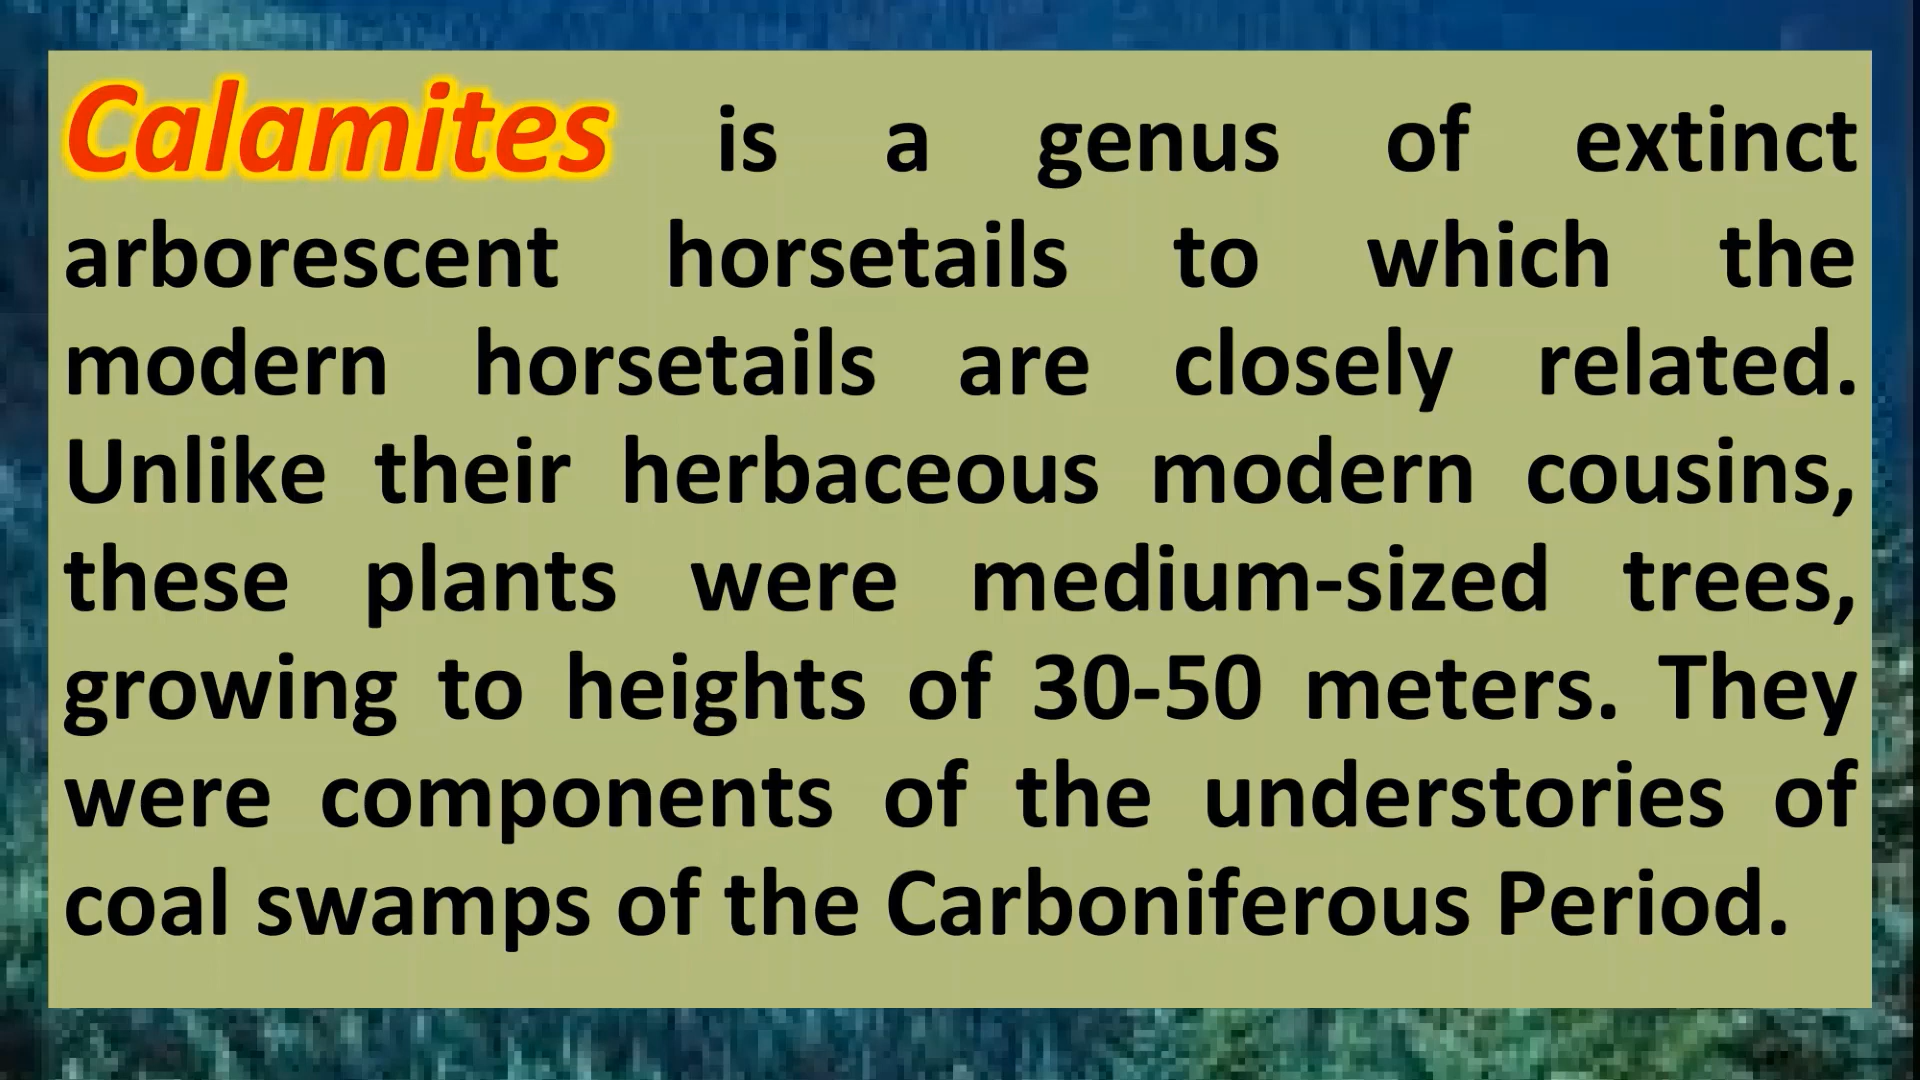 Calamites is a genus of extinct
arborescent horsetails to which the
modern horsetails are closely related.
Unlike their herbaceous modern cousins,
these plants were medium-sized trees,
growing to heights of 30-50 meters. They
were components of the understories of
coal swamps of the Carboniferous Period.